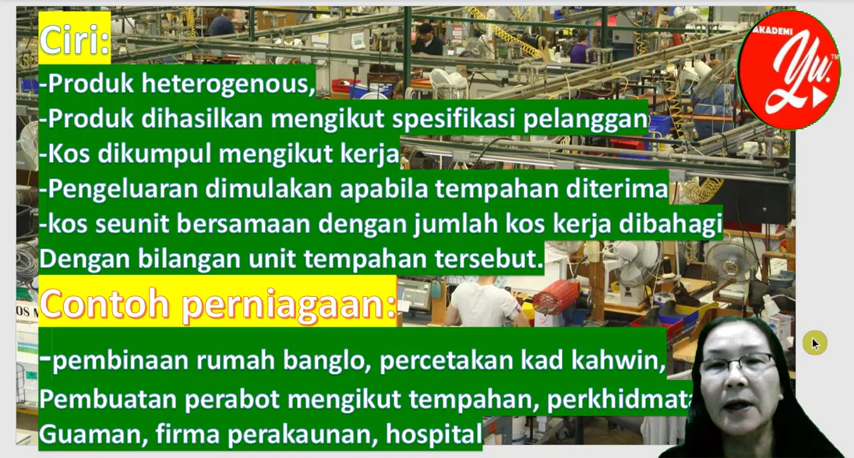 Ciri:
-Produk heterogenous,
-Produk dihasilkan mengikut spesifikasi pelanggan
-Kos dikumpul mengikut kerja
-Pengeluaran dimulakan apabila tempahan diterima
-kos seunit bersamaan dengan jumlah kos kerja dibahagi
Dengan bilangan unit tempahan tersebut.
Contoh perniagaan:
-pembinaan rumah banglo, percetakan kad kahwin,
Pembuatan perabot mengikut tempahan,
Guaman, firma perakaunan, hospital
AKADEMI
Yu.